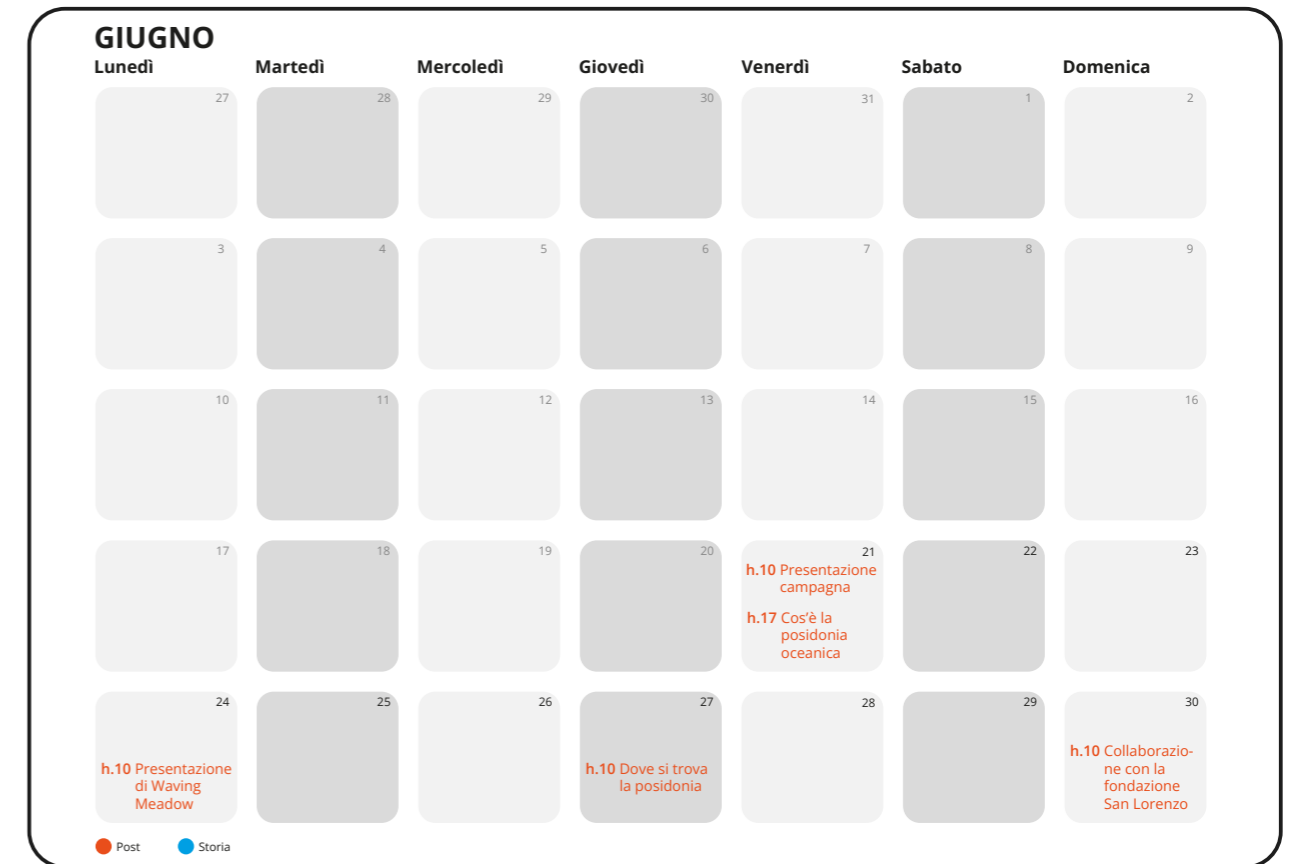 GIUGNO
Lunedì Martedì Mercoledì Giovedì Venerdì Sabato Domenica
27 28 29 30 31 1 2
3 4 5 6 7 8 9
10 11 12 13 14 15 16
17 18 19 20 21 22 23
h.10 Presentazione
campagna
h.17 Cos'è la
posidonia
oceanica
24 25 26 27 28 29 30
h.10 Presentazione
di Waving
Meadow
h.10 Dove si trova
la posidonia
h.10 Collaborazio-
ne con la
fondazione
San Lorenzo
Post Storia